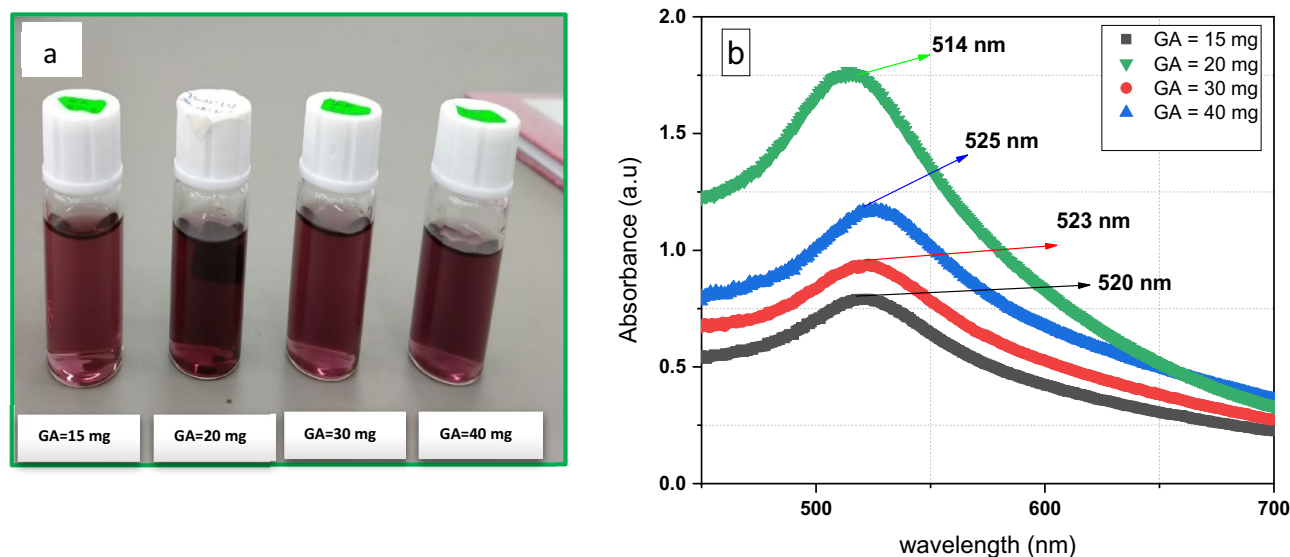 a
GA=15 mg
GA=20 mg
GA=30 mg
GA=40 mg
b
514 nm
525 nm
523 nm
520 nm
GA = 15 mg
GA = 20 mg
GA = 30 mg
GA = 40 mg
Absorbance (a.u)
2.0
1.5
1.0
0.5
0.0
500
600
700
wavelength (nm)